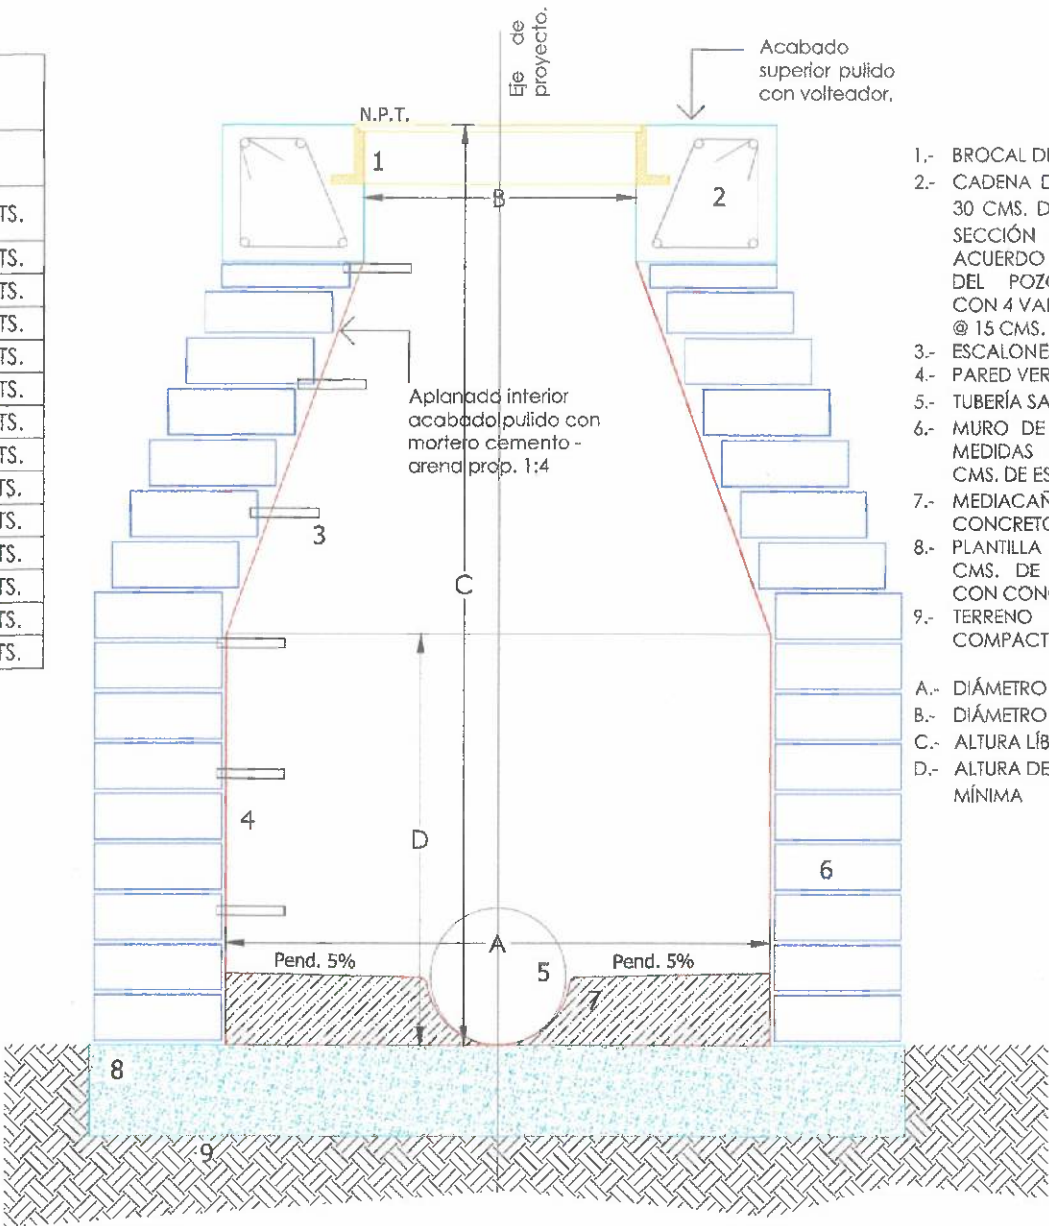 TS.
TS.
TS.
TS.
TS.
TS.
TS.
TS.
TS.
TS.
TS.
TS.
TS.
TS.
Eje de
proyecto.
Acabado
superior pulido
con volteador.
N.P.T.
1
B
2
Aplanado interior
acabado pulido con
mortero cemento -
arena prop. 1:4
3
C
4
D
6
A
Pend. 5%
5
Pend. 5%
7
8
9
1.- BROCAL DE
2.- CADENA D
30 CMS. D
SECCIÓN
ACUERDO
DEL POZO
CON 4 VAR
@ 15 CMS.
3.- ESCALONE
4.- PARED VER
5.- TUBERÍA SA
6.- MURO DE
MEDIDAS
CMS. DE ES
7.- MEDIACAÑ
CONCRETO
8.- PLANTILLA
CMS. DE
CON CONC
9.- TERRENO
COMPACT
A.- DIÁMETRO
B.- DIÁMETRO
C.- ALTURA LÍB
D.- ALTURA DE
MÍNIMA